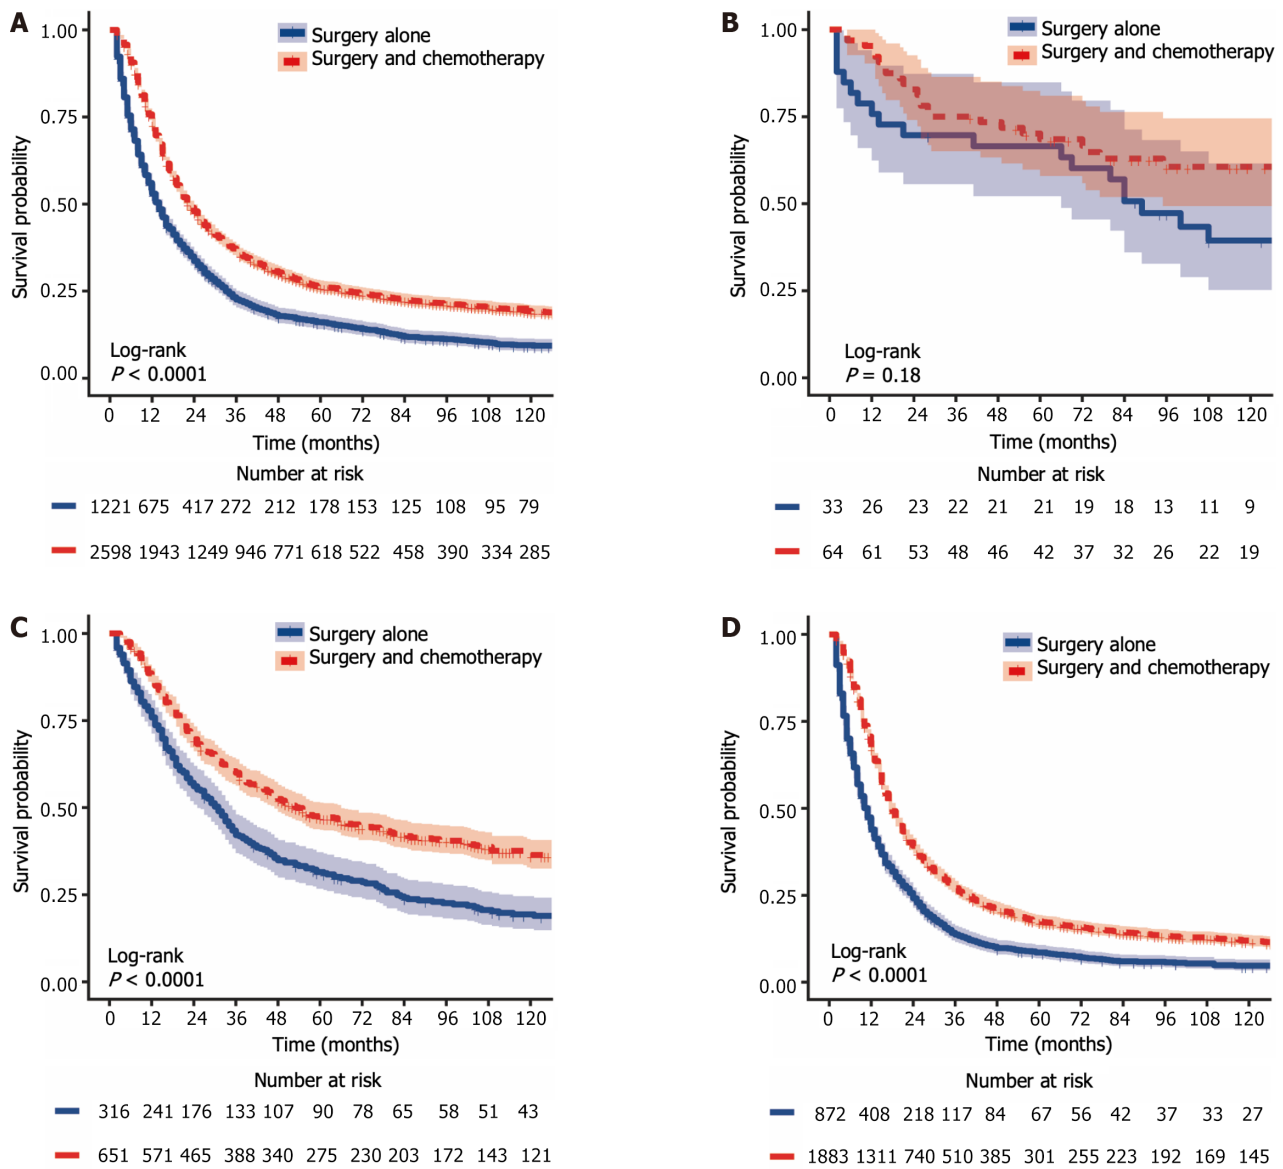 A
Surgery alone
Surgery and chemotherapy
1.00
0.75
0.50
0.25
0.00
Survival probability
Log-rank
P < 0.0001
0 12 24 36 48 60 72 84 96 108 120
Time (months)
Number at risk
1221 675 417 272 212 178 153 125 108 95 79
2598 1943 1249 946 771 618 522 458 390 334 285
B
Surgery alone
Surgery and chemotherapy
1.00
0.75
0.50
0.25
0.00
Survival probability
Log-rank
P = 0.18
0 12 24 36 48 60 72 84 96 108 120
Time (months)
Number at risk
33 26 23 22 21 21 19 18 13 11 9
64 61 53 48 46 42 37 32 26 22 19
C
Surgery alone
Surgery and chemotherapy
1.00
0.75
0.50
0.25
0.00
Survival probability
Log-rank
P < 0.0001
0 12 24 36 48 60 72 84 96 108 120
Time (months)
Number at risk
316 241 176 133 107 90 78 65 58 51 43
651 571 465 388 340 275 230 203 172 143 121
D
Surgery alone
Surgery and chemotherapy
1.00
0.75
0.50
0.25
0.00
Survival probability
Log-rank
P < 0.0001
0 12 24 36 48 60 72 84 96 108 120
Time (months)
Number at risk
872 408 218 117 84 67 56 42 37 33 27
1883 1311 740 510 385 301 255 223 192 169 145